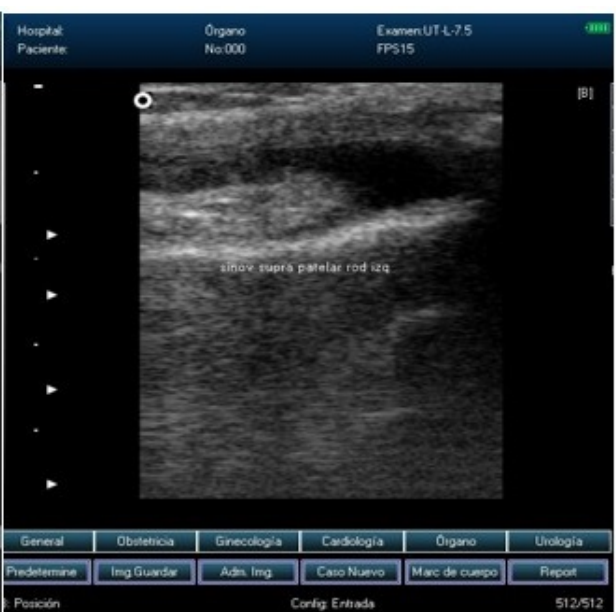 Hospital: Órgano Examen:UT-L-7.5
Paciente: No:000 FPS15
[B]
sinov supra patelar rod izq
General Obstetricia Ginecología Cardiología Órgano Urología
Predetermine Img.Guardar Adm. Img. Caso Nuevo Marc de cuerpo Report
: Posición Config: Entrada 512/512